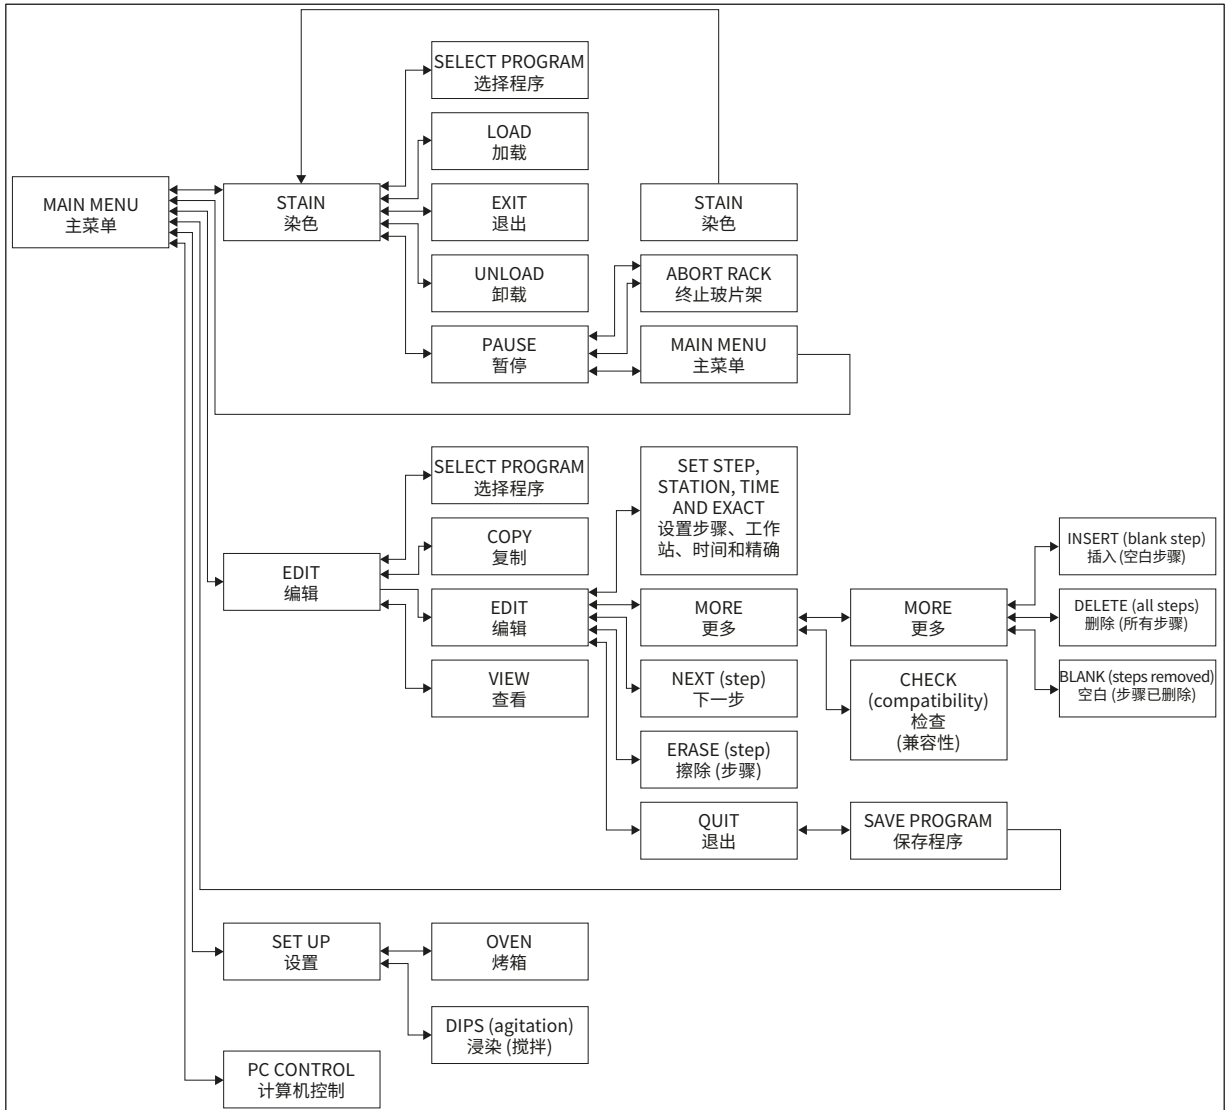 SELECT PROGRAM
选择程序
LOAD
加载
MAIN MENU
主菜单
STAIN
染色
EXIT
退出
STAIN
染色
UNLOAD
卸载
ABORT RACK
终止玻片架
PAUSE
暂停
MAIN MENU
主菜单
SELECT PROGRAM
选择程序
SET STEP,
STATION, TIME
AND EXACT
设置步骤、工作
站、时间和精确
COPY
复制
INSERT (blank step)
插入 (空白步骤)
EDIT
编辑
EDIT
编辑
MORE
更多
MORE
更多
DELETE (all steps)
删除 (所有步骤)
VIEW
查看
NEXT (step)
下一步
CHECK
(compatibility)
检查
(兼容性)
BLANK (steps removed)
空白 (步骤已删除)
ERASE (step)
擦除 (步骤)
QUIT
退出
SAVE PROGRAM
保存程序
SET UP
设置
OVEN
烤箱
DIPS (agitation)
浸染 (搅拌)
PC CONTROL
计算机控制